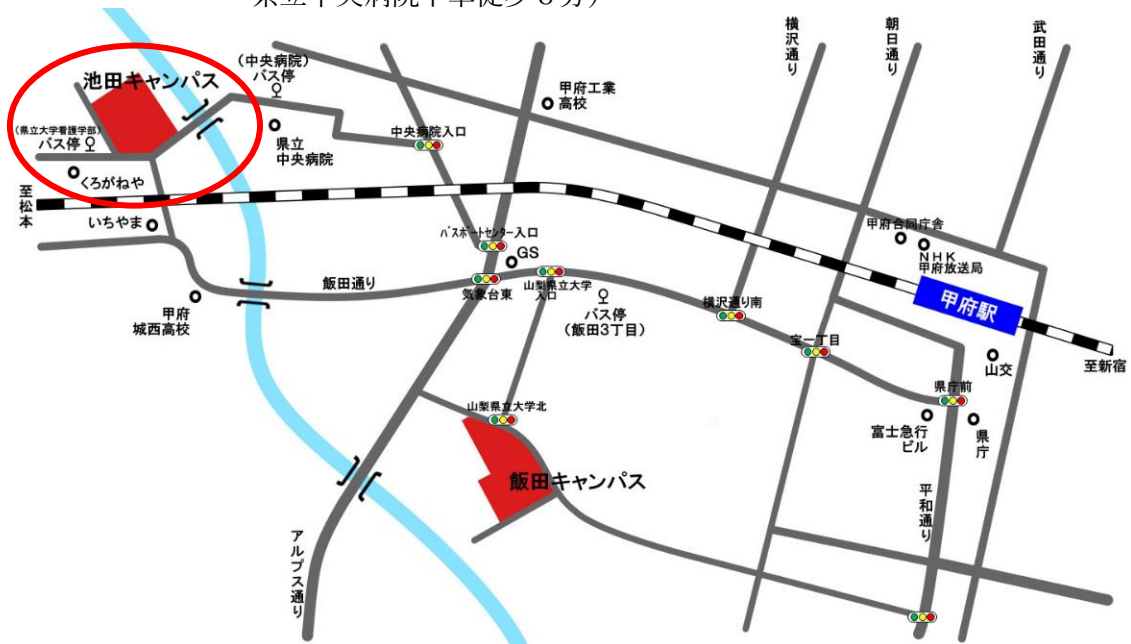 県立中央病院下車徒歩
横沢通り
朝日通り
武田通り
池田キャンパス
(中央病院)
バス停
甲府工業
高校
(県立大学看護学部)
バス停
県立
中央病院
中央病院入口
くろがねや
至松本
いちやま
パスポートセンター入口
GS
甲府合同庁舎
NHK
甲府放送局
飯田通り
気象台東
山梨県立大学
入口
甲府駅
甲府
城西高校
バス停
(飯田3丁目)
横沢通り南
宝一丁目
山交
至新宿
県庁前
山梨県立大学北
富士急行
ビル
県庁
飯田キャンパス
平和通り
アルプス通り